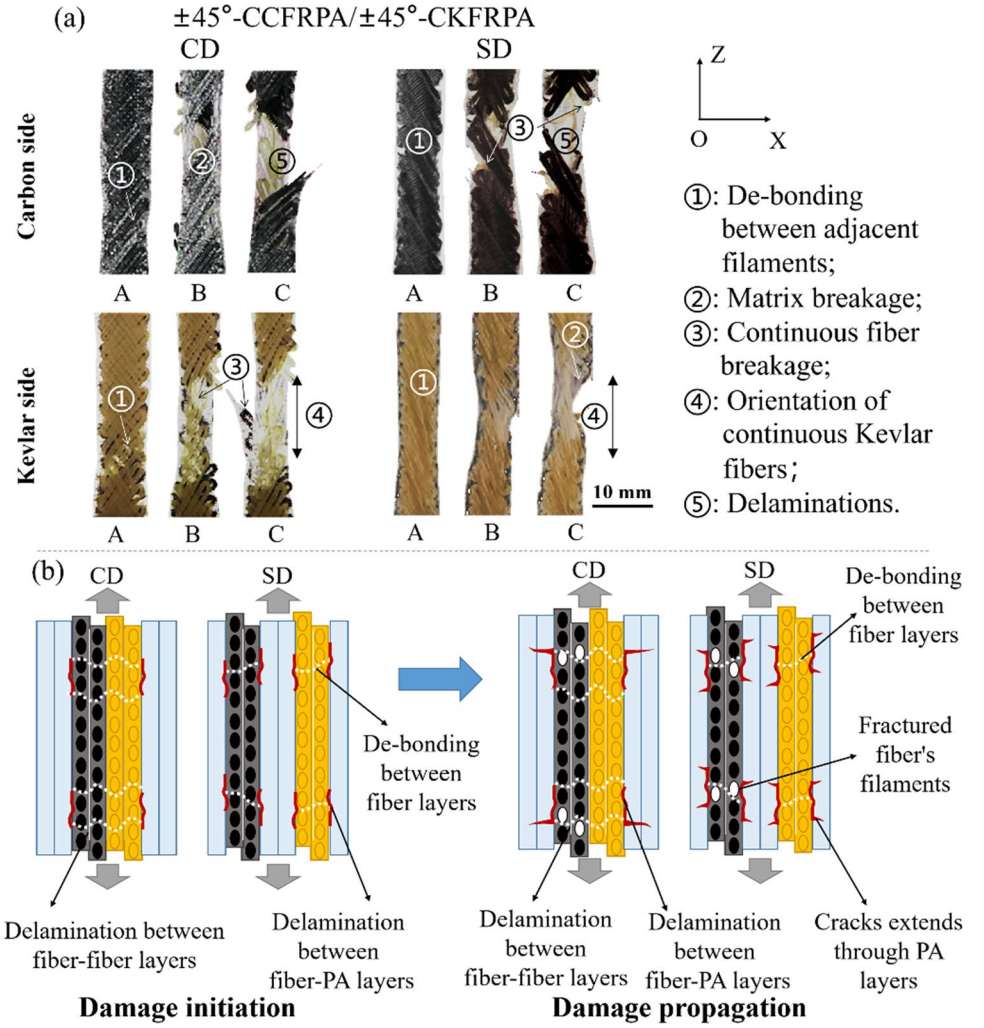 (a)
±45°-CCFRPA/±45°-CKFRPA
CD
SD
Carbon side
①
②
⑤
①
③
⑤
A
B
C
A
B
C
Kevlar side
①
③
④
①
②
④
10 mm
A
B
C
A
B
C
Z
O
X
①: De-bonding
between adjacent
filaments;
②: Matrix breakage;
③: Continuous fiber
breakage;
④: Orientation of
continuous Kevlar
fibers;
⑤: Delaminations.
(b)
CD
SD
De-bonding
between
fiber layers
Delamination between
fiber-fiber layers
Delamination
between
fiber-PA layers
Damage initiation
CD
SD
De-bonding
between
fiber layers
Fractured
fiber's
filaments
Delamination
between
fiber-fiber layers
Delamination
between
fiber-PA layers
Cracks extends
through PA
layers
Damage propagation